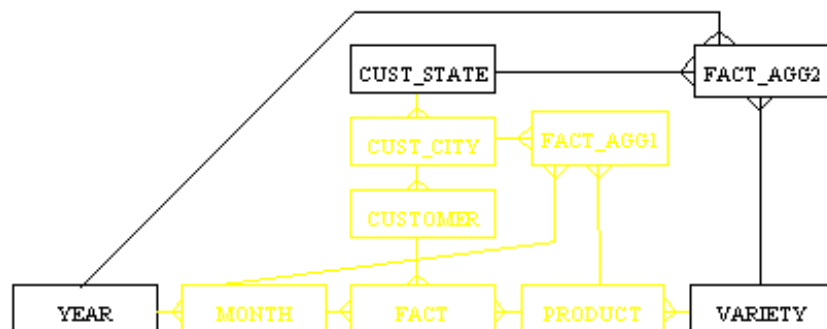 CUST_STATE
FACT_AGG2
CUST_CITY
FACT_AGG1
CUSTOMER
YEAR
MONTH
FACT
PRODUCT
VARIETY